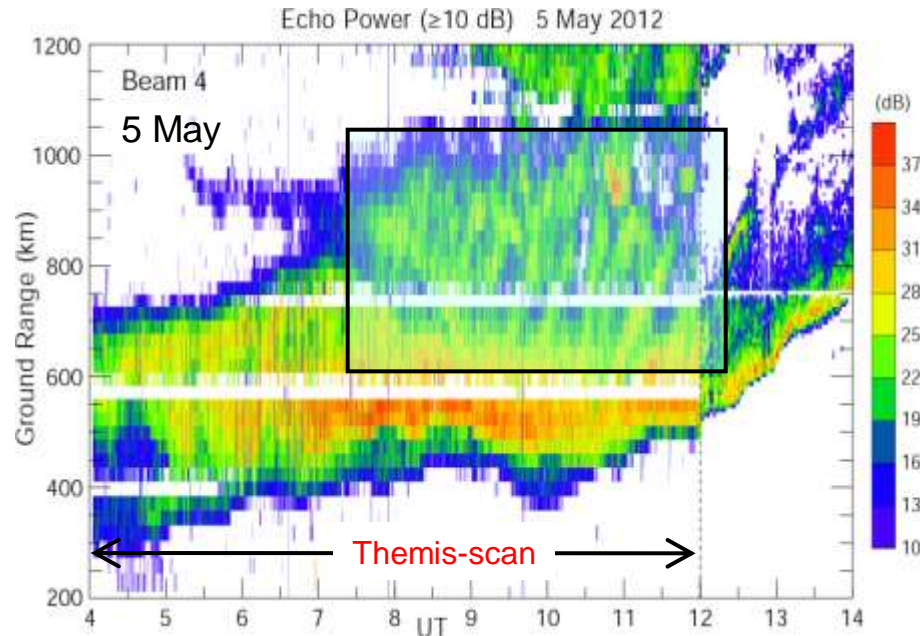 Echo Power (≥10 dB) 5 May 2012
Beam 4
5 May
Themis-scan
Ground Range (km)
1200
1000
800
600
400
200
4 5 6 7 8 9 10 11 12 13 14
UT
(dB)
37
34
31
28
25
22
19
16
13
10